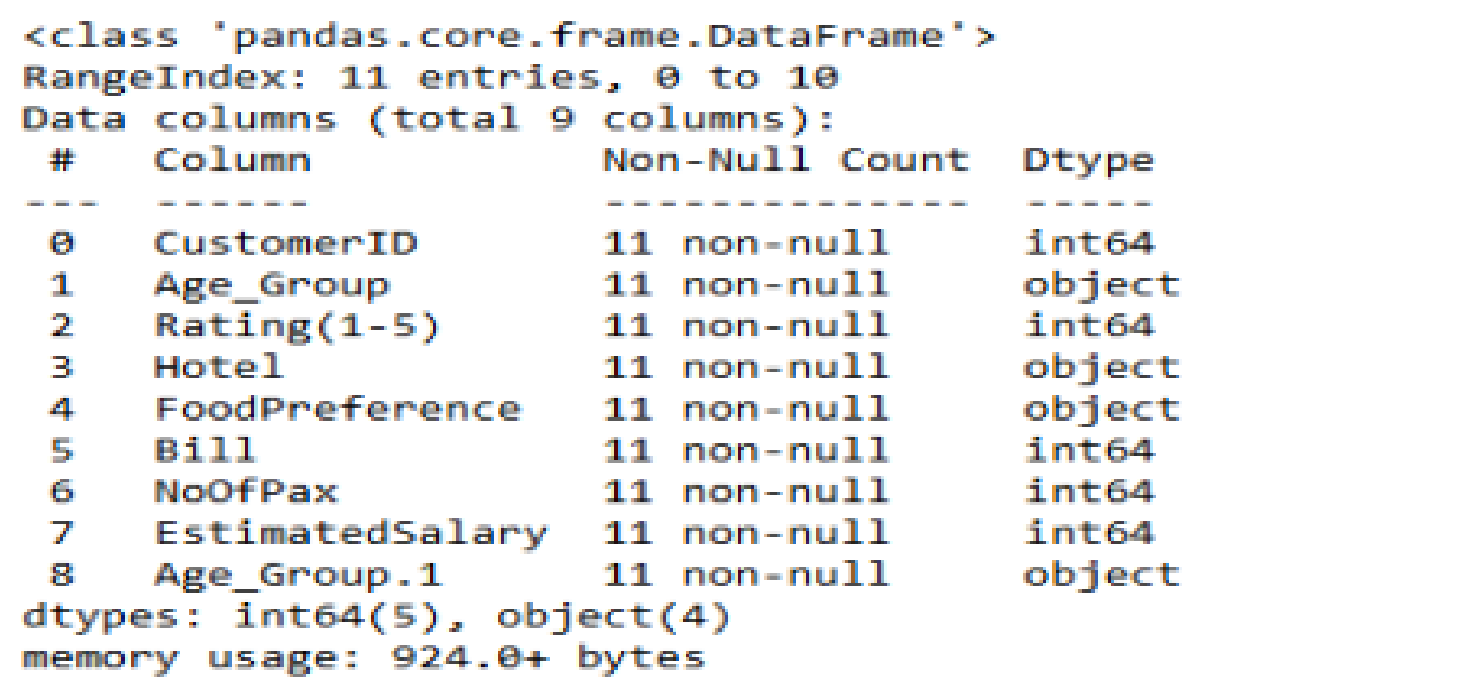 <class 'pandas.core.frame.DataFrame'>
RangeIndex: 11 entries, 0 to 10
Data columns (total 9 columns):
 #   Column           Non-Null Count  Dtype
---  ------           --------------  -----
 0   CustomerID       11 non-null     int64
 1   Age_Group        11 non-null     object
 2   Rating(1-5)      11 non-null     int64
 3   Hotel            11 non-null     object
 4   FoodPreference   11 non-null     object
 5   Bill             11 non-null     int64
 6   NoOfPax          11 non-null     int64
 7   EstimatedSalary  11 non-null     int64
 8   Age_Group.1      11 non-null     object
dtypes: int64(5), object(4)
memory usage: 924.0+ bytes